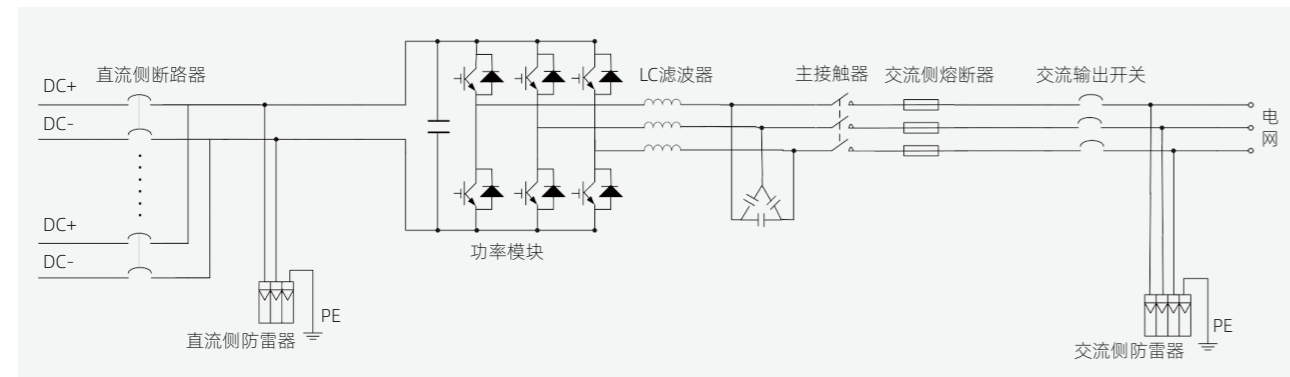 直流侧断路器
LC滤波器
主接触器
交流侧熔断器
交流输出开关
DC+
DC-
电网
DC+
DC-
功率模块
PE
直流侧防雷器
PE
交流侧防雷器